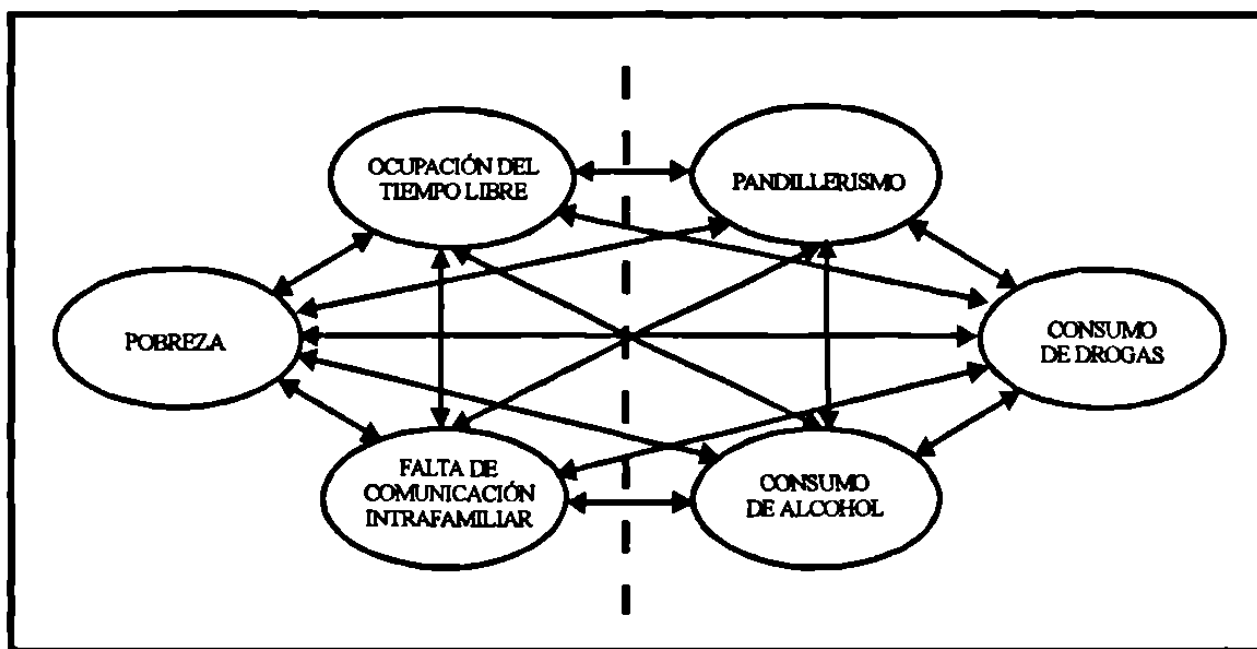 OCUPACIÓN DEL
TIEMPO LIBRE
PANDILLERISMO
POBREZA
CONSUMO
DE DROGAS
FALTA DE
COMUNICACIÓN
INTRAFAMILIAR
CONSUMO
DE ALCOHOL